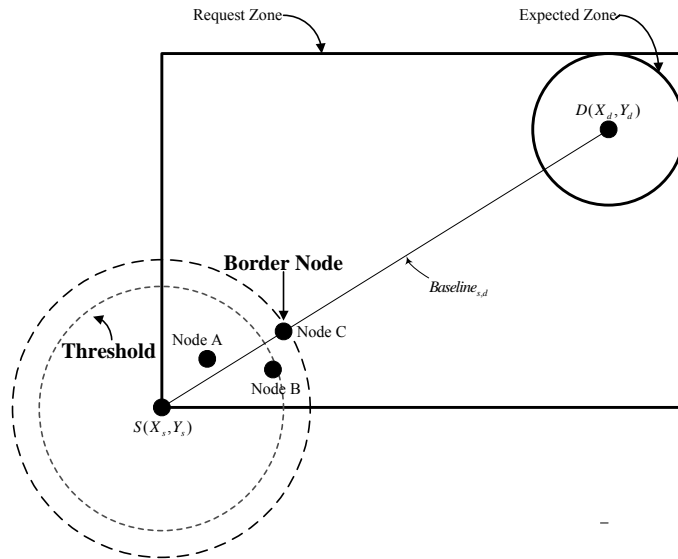 Request Zone
Expected Zone
D(X_d,Y_d)
Border Node
Baseline_s,d
Node C
Node A
Threshold
Node B
S(X_s,Y_s)